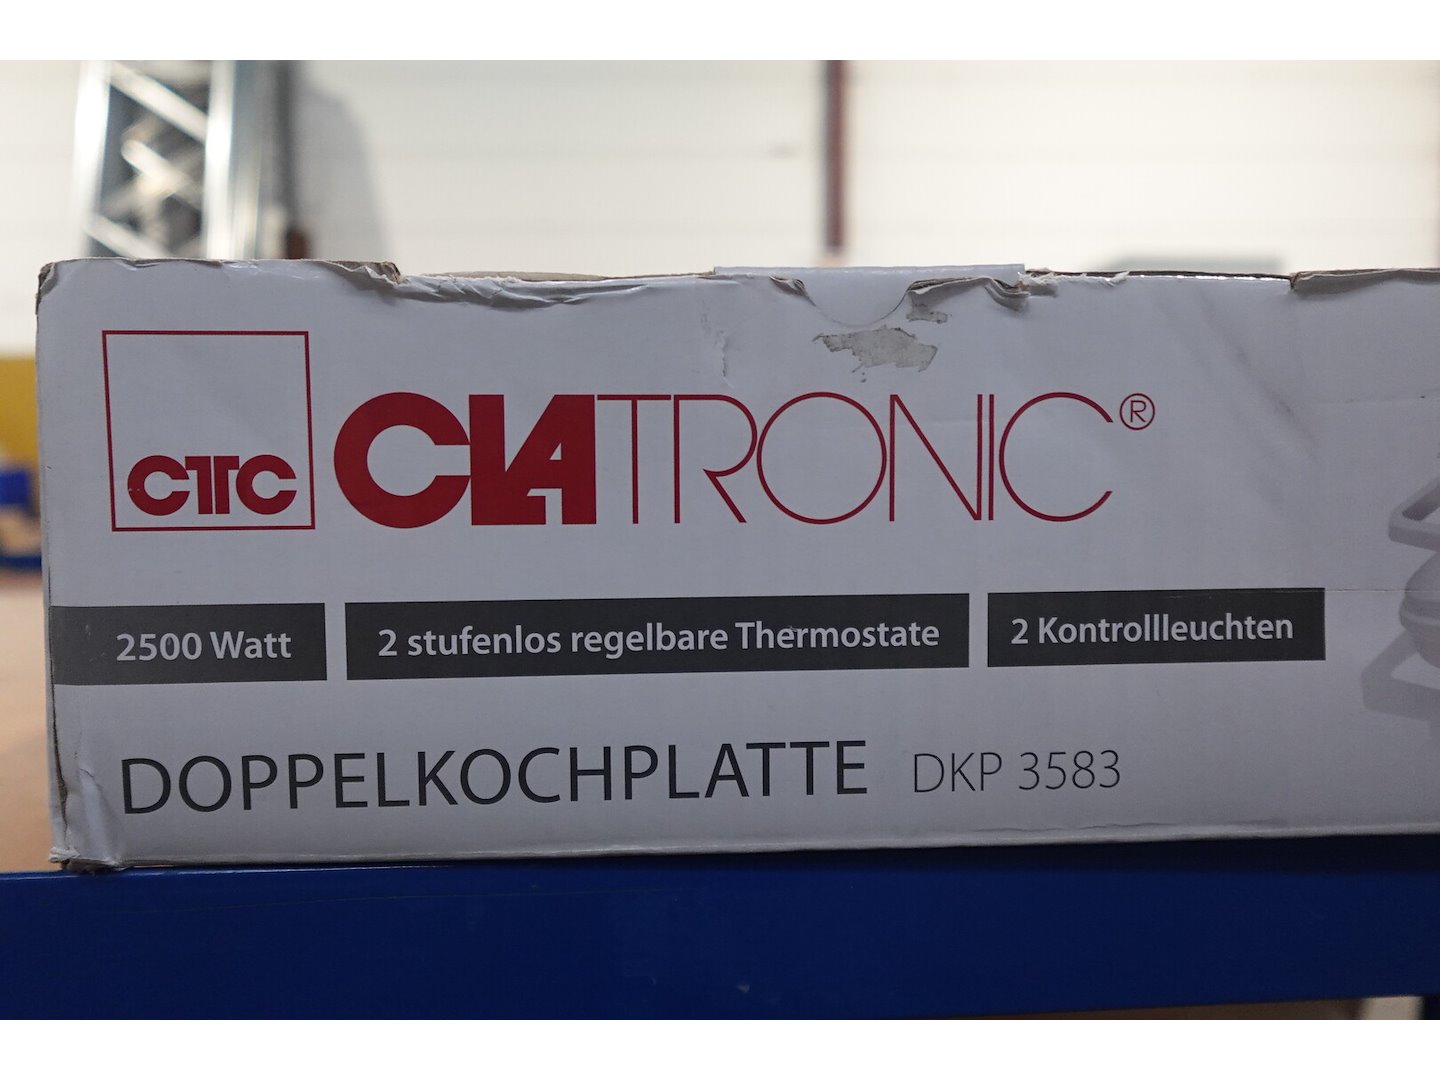 CTC CLATRONIC®
2500 Watt 2 stufenlos regelbare Thermostate 2 Kontrollleuchten
DOPPELKOCHPLATTE DKP 3583